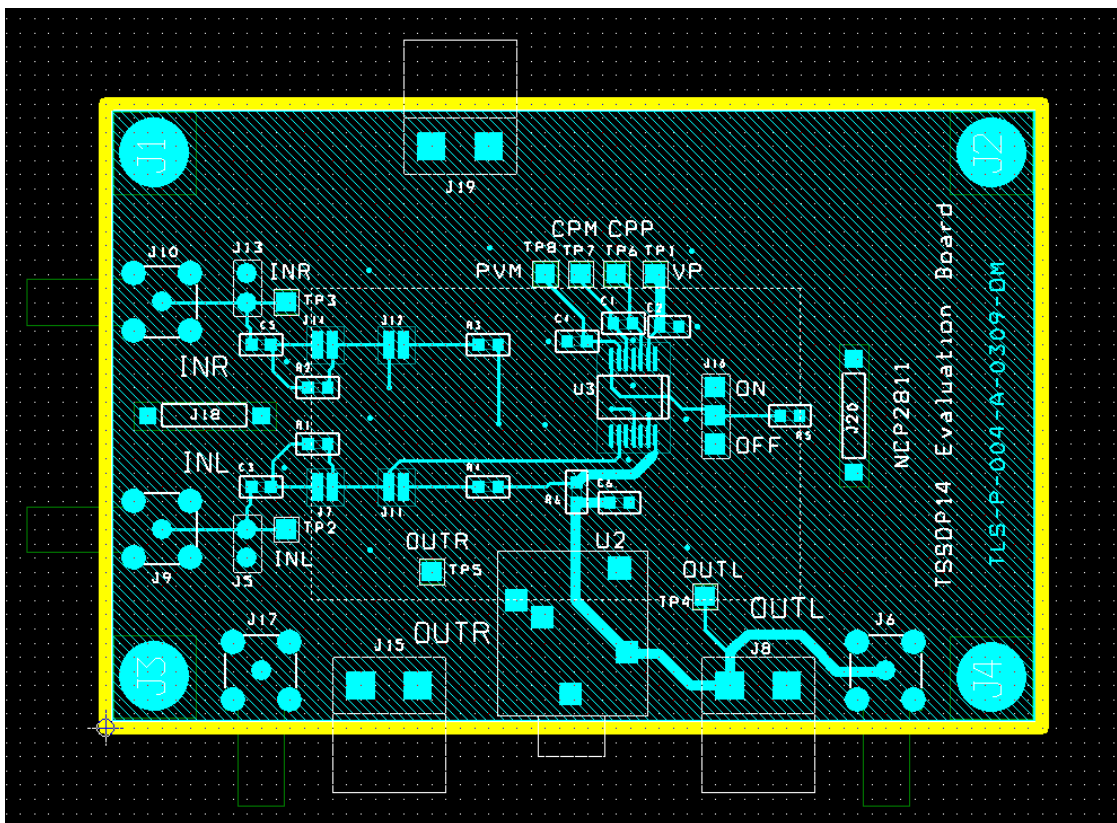 J1
J2
J19
CPM CPP
TP8 TP7 TP6 TP1
PVM
VP
J10
J13
INR
TP3
C5
J14
J12
R3
C4
C1
C2
INR
R2
U3
J16
ON
OFF
R5
J18
J20
NCP2811
TSSOP14 Evaluation Board
TLS-P-004-A-0309-DM
R1
INL
C3
J7
J11
R4
R6
C6
TP2
INL
J9
J5
OUTR
TP5
U2
OUTL
TP4
OUTL
J17
OUTR
J15
J8
J6
J3
J4